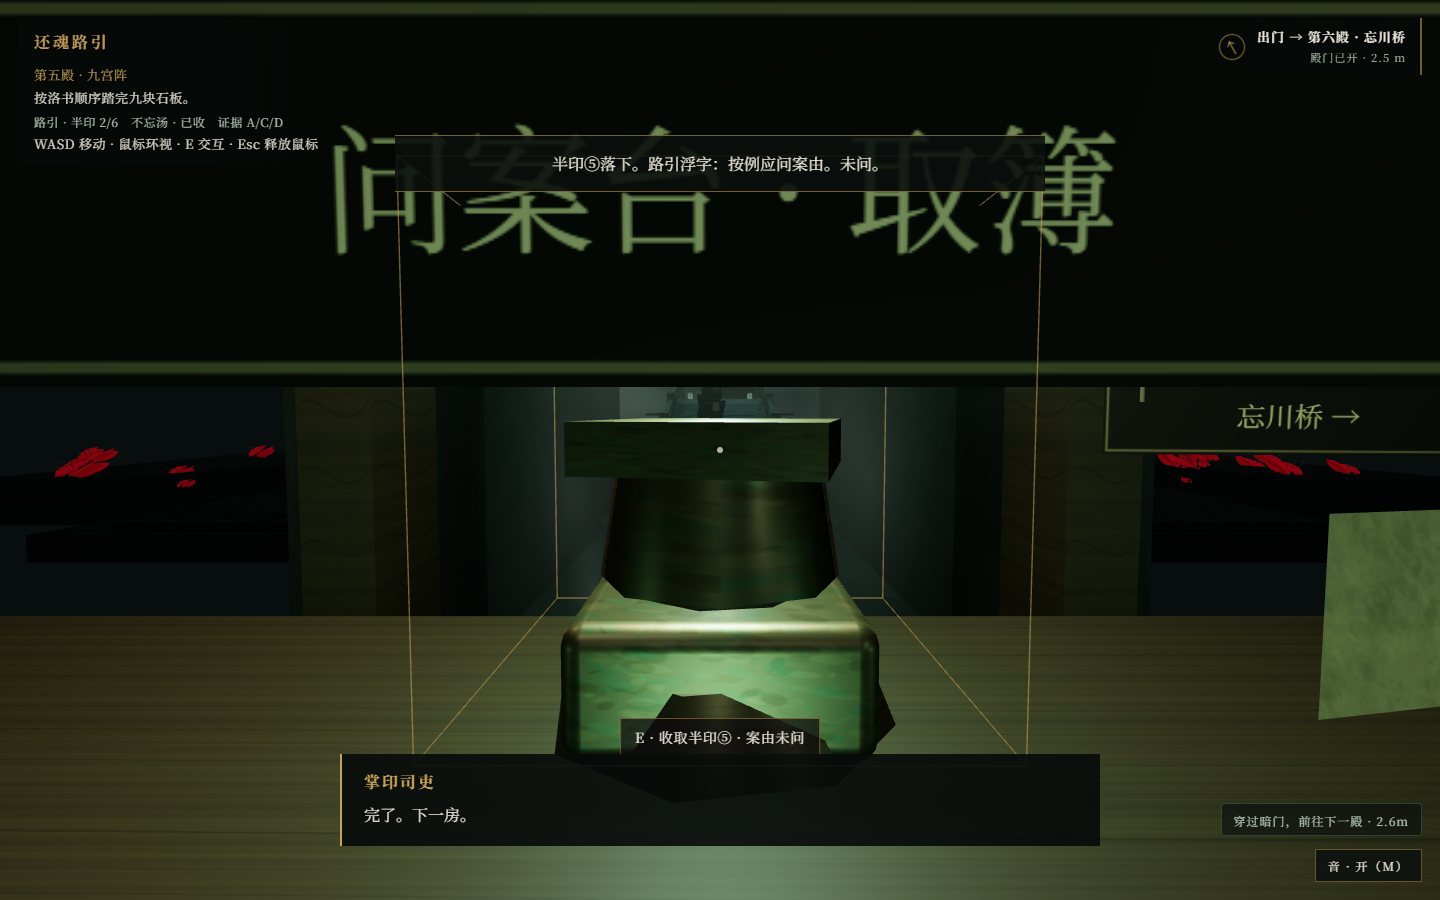 还魂路引
第五殿 · 九宫阵
按洛书顺序踏完九块石板。
路引 · 半印 2/6 不忘汤 · 已收 证据 A/C/D
WASD 移动 · 鼠标环视 · E 交互 · Esc 释放鼠标
出门 → 第六殿 · 忘川桥
殿门已开 · 2.5 m
问案台 · 取簿
半印⑤落下。路引浮字：按例应问案由。未问。
忘川桥 →
E · 收取半印⑤ · 案由未问
掌印司吏
完了。下一房。
穿过暗门，前往下一殿 · 2.6m
音 · 开（M）